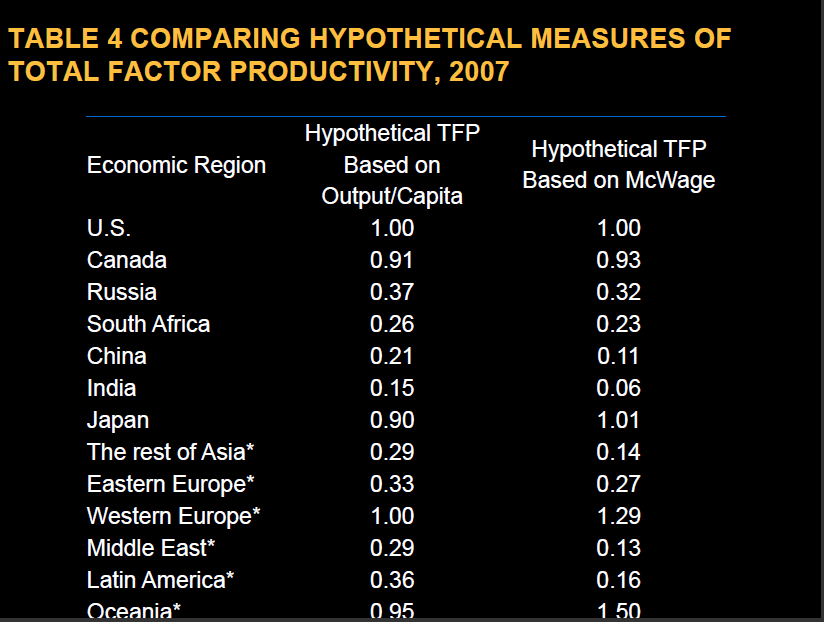 TABLE 4 COMPARING HYPOTHETICAL MEASURES OF
TOTAL FACTOR PRODUCTIVITY, 2007
Economic Region Hypothetical TFP Based on Output/Capita Hypothetical TFP Based on McWage
U.S. 1.00 1.00
Canada 0.91 0.93
Russia 0.37 0.32
South Africa 0.26 0.23
China 0.21 0.11
India 0.15 0.06
Japan 0.90 1.01
The rest of Asia* 0.29 0.14
Eastern Europe* 0.33 0.27
Western Europe* 1.00 1.29
Middle East* 0.29 0.13
Latin America* 0.36 0.16
Oceania* 0.95 1.50